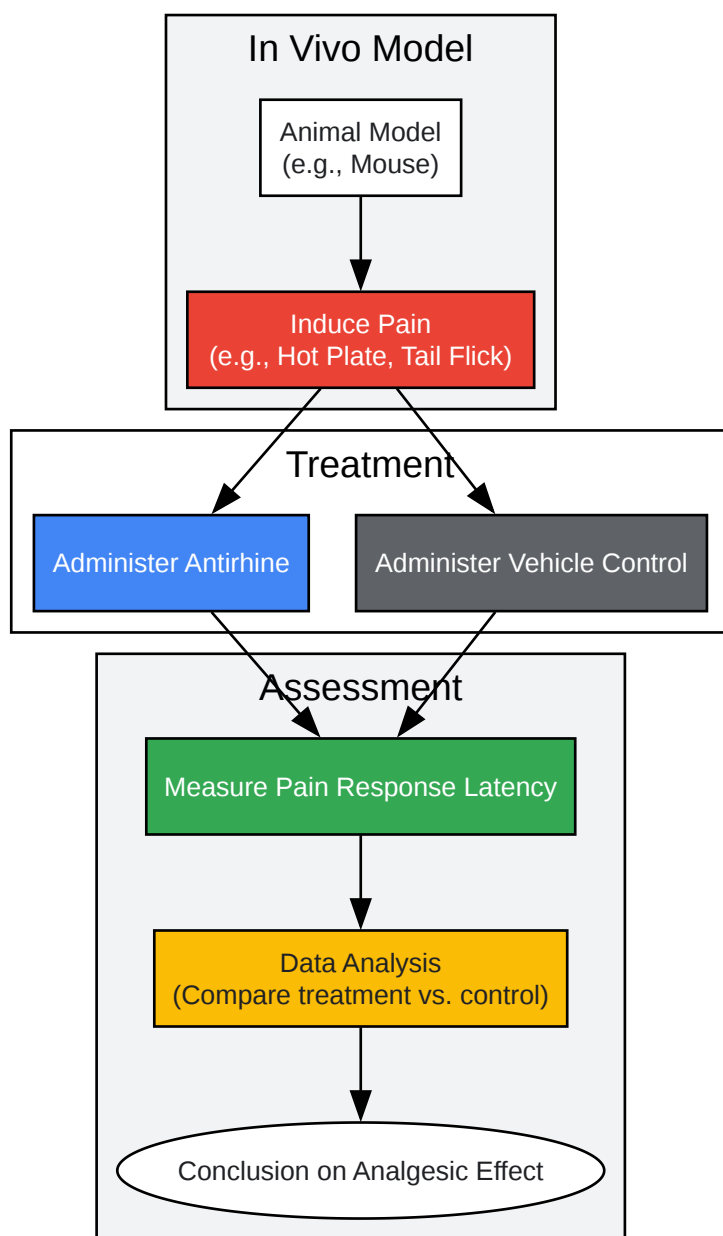 In Vivo Model
Animal Model
(e.g., Mouse)
Induce Pain
(e.g., Hot Plate, Tail Flick)
Treatment
Administer Antirhine
Administer Vehicle Control
Assessment
Measure Pain Response Latency
Data Analysis
(Compare treatment vs. control)
Conclusion on Analgesic Effect